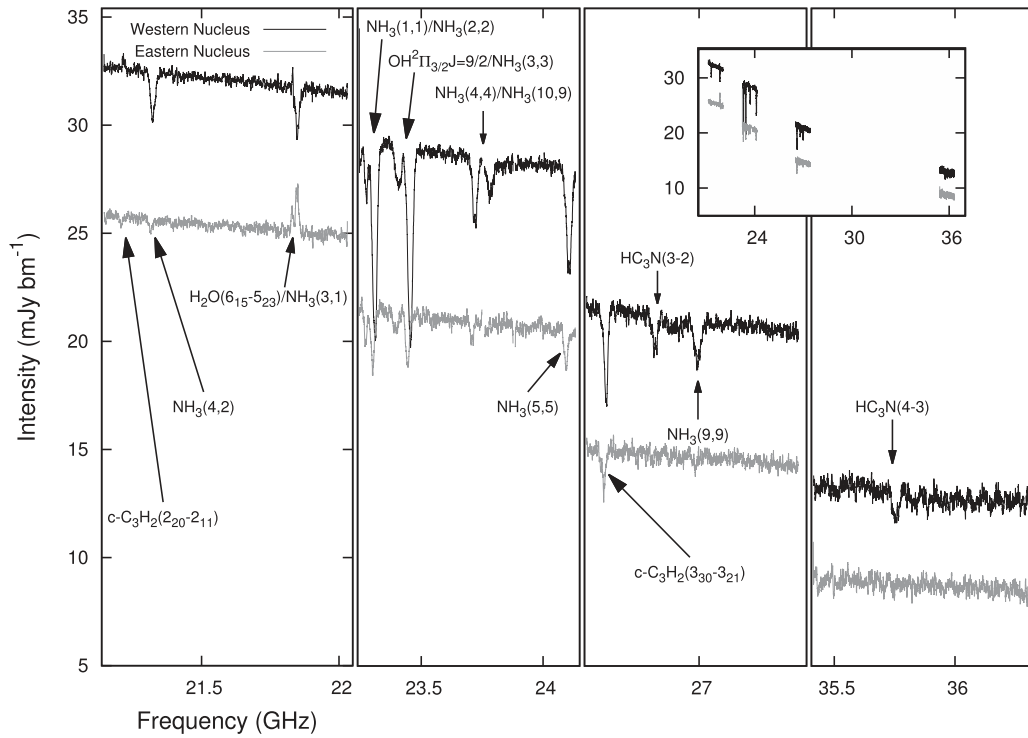 35
30
25
20
15
10
5
Intensity (mJy bm⁻¹)
Western Nucleus
Eastern Nucleus
NH₃(1,1)/NH₃(2,2)
OH²Π₃/₂J=9/2/NH₃(3,3)
NH₃(4,4)/NH₃(10,9)
30
20
10
24 30 36
H₂O(6₁₅-5₂₃)/NH₃(3,1)
NH₃(4,2)
c-C₃H₂(2₂₀-2₁₁)
NH₃(5,5)
HC₃N(3-2)
NH₃(9,9)
c-C₃H₂(3₃₀-3₂₁)
HC₃N(4-3)
21.5 22 23.5 24 27 35.5 36
Frequency (GHz)